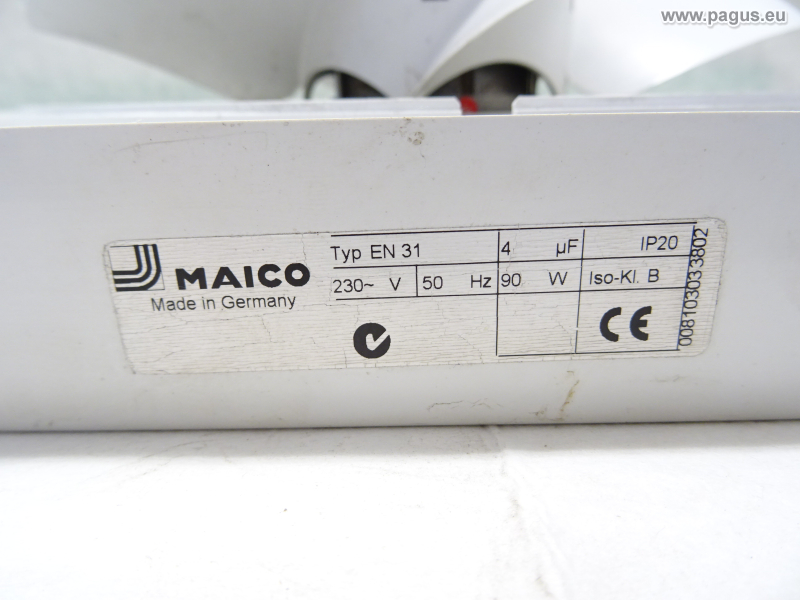 www.pagus.eu
MAICO
Made in Germany
Typ EN 31 4 µF IP20
230~ V 50 Hz 90 W Iso-Kl. B
CE
0081030333802